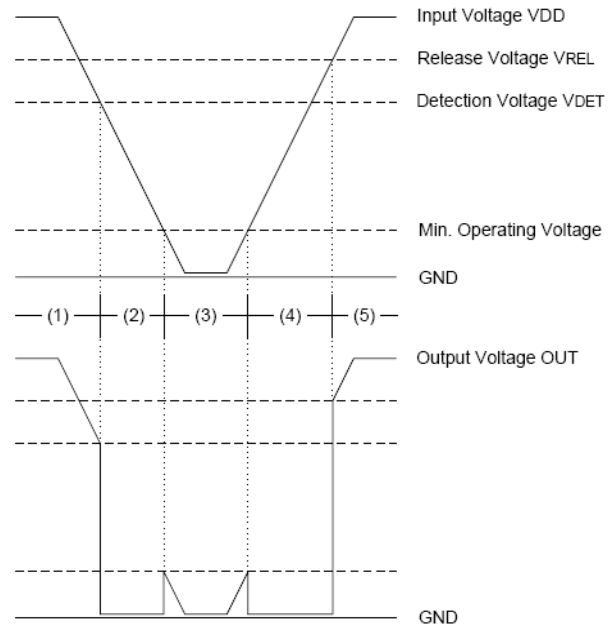 Input Voltage VDD
Release Voltage VREL
Detection Voltage VDET
Min. Operating Voltage
GND
(1) (2) (3) (4) (5)
Output Voltage OUT
GND